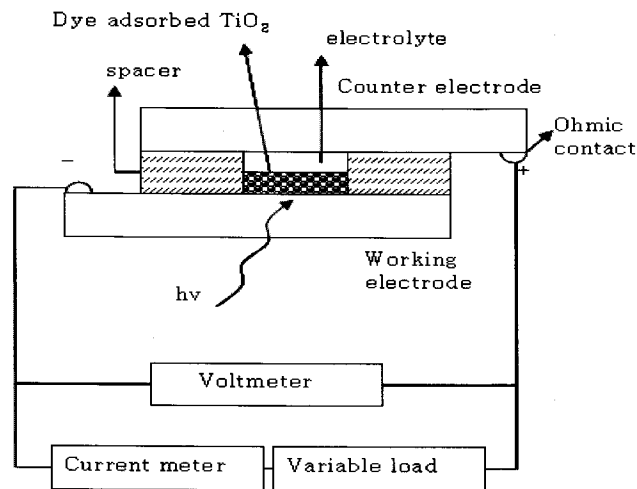 Dye adsorbed TiO₂
electrolyte
spacer
Counter electrode
Ohmic
contact
–
+
Working
electrode
hv
Voltmeter
Current meter
Variable load